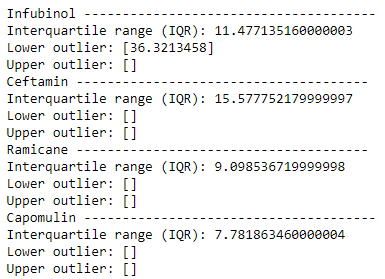 Infubinol -------------------------------------
Interquartile range (IQR): 11.477135160000003
Lower outlier: [36.3213458]
Upper outlier: []
Ceftamin -------------------------------------
Interquartile range (IQR): 15.577752179999997
Lower outlier: []
Upper outlier: []
Ramicane -------------------------------------
Interquartile range (IQR): 9.098536719999998
Lower outlier: []
Upper outlier: []
Capomulin -------------------------------------
Interquartile range (IQR): 7.781863460000004
Lower outlier: []
Upper outlier: []